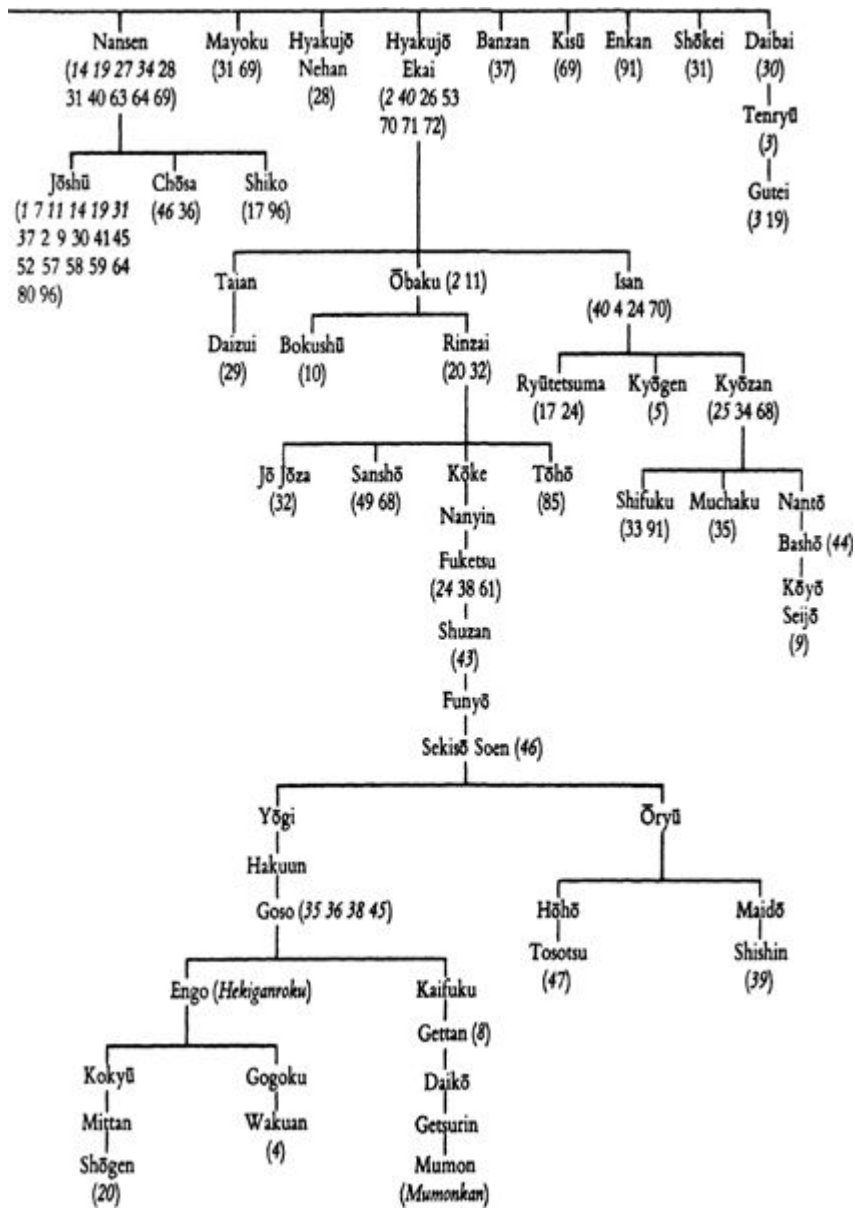 Nansen
(14 19 27 34 28
31 40 63 64 69)
Mayoku
(31 69)
Hyakujō
Nehan
(28)
Hyakujō
Ekai
(2 40 26 53
70 71 72)
Banzan
(37)
Kisū
(69)
Enkan
(91)
Shōkei
(31)
Daibai
(30)
Tenryū
(3)
Gutei
(3 19)
Jōshū
(1 7 11 14 19 31
37 2 9 30 41 45
52 57 58 59 64
80 96)
Chōsa
(46 36)
Shiko
(17 96)
Taian
Daizui
(29)
Ōbaku (2 11)
Isan
(40 4 24 70)
Bokushū
(10)
Rinzai
(20 32)
Ryūtetsuma
(17 24)
Kyōgen
(5)
Kyōzan
(25 34 68)
Jō Jōza
(32)
Sanshō
(49 68)
Kōke
Tōhō
(85)
Shifuku
(33 91)
Muchaku
(35)
Nantō
Bashō (44)
Kōyō
Seijō
(9)
Nanyin
Fuketsu
(24 38 61)
Shuzan
(43)
Funyō
Sekisō Soen (46)
Yōgi
Ōryū
Hakuun
Goso (35 36 38 45)
Hōhō
Tosotsu
(47)
Maidō
Shishin
(39)
Engo (Hekiganroku)
Kaifuku
Gettan (8)
Daikō
Getsurin
Mumon
(Mumonkan)
Kokyū
Mittan
Shōgen
(20)
Gogoku
Wakuan
(4)